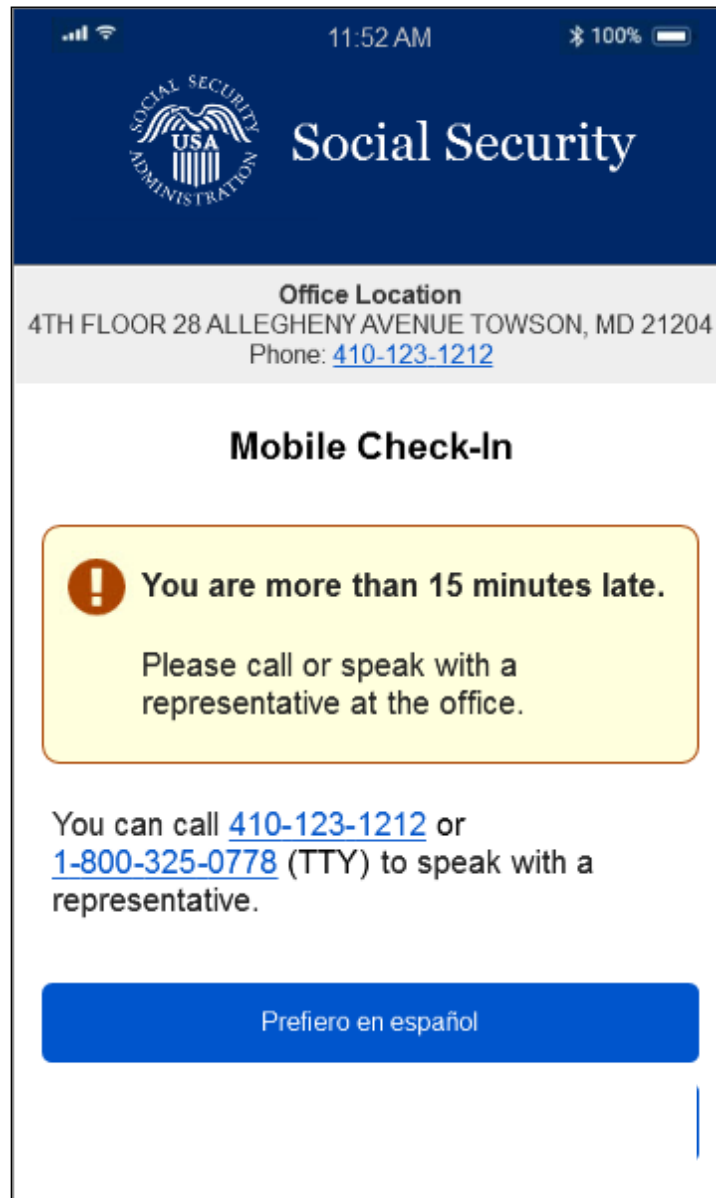 11:52 AM
100%
SOCIAL SECURITY ADMINISTRATION
USA
Social Security
Office Location
4TH FLOOR 28 ALLEGHENY AVENUE TOWSON, MD 21204
Phone: 410-123-1212
Mobile Check-In
You are more than 15 minutes late.
Please call or speak with a
representative at the office.
You can call 410-123-1212 or
1-800-325-0778 (TTY) to speak with a
representative.
Prefiero en español